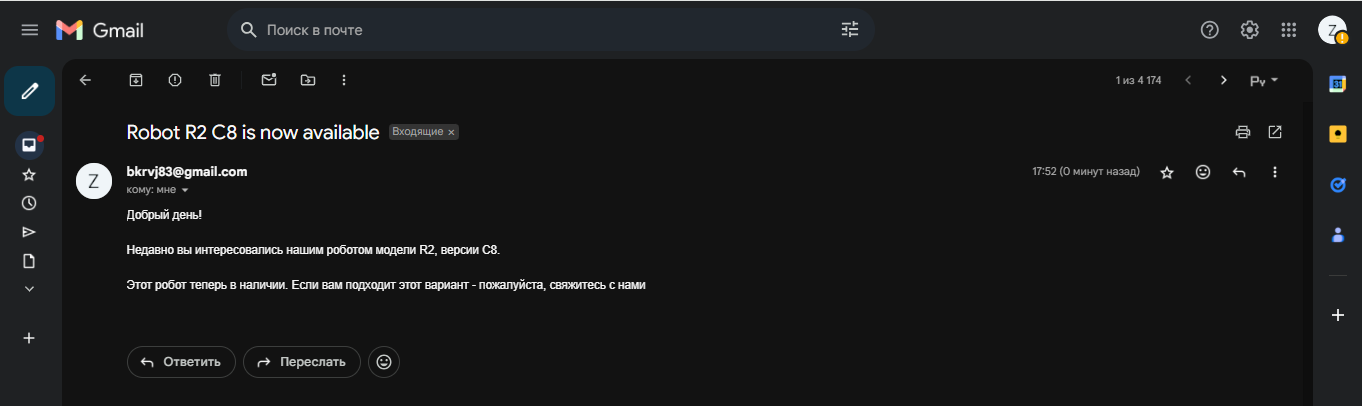 Gmail
Поиск в почте
Z
1 из 4 174
Ру
Robot R2 C8 is now available Входящие ×
Z
bkrvj83@gmail.com
17:52 (0 минут назад)
кому: мне
Добрый день!
Недавно вы интересовались нашим роботом модели R2, версии C8.
Этот робот теперь в наличии. Если вам подходит этот вариант - пожалуйста, свяжитесь с нами
Ответить
Переслать
31